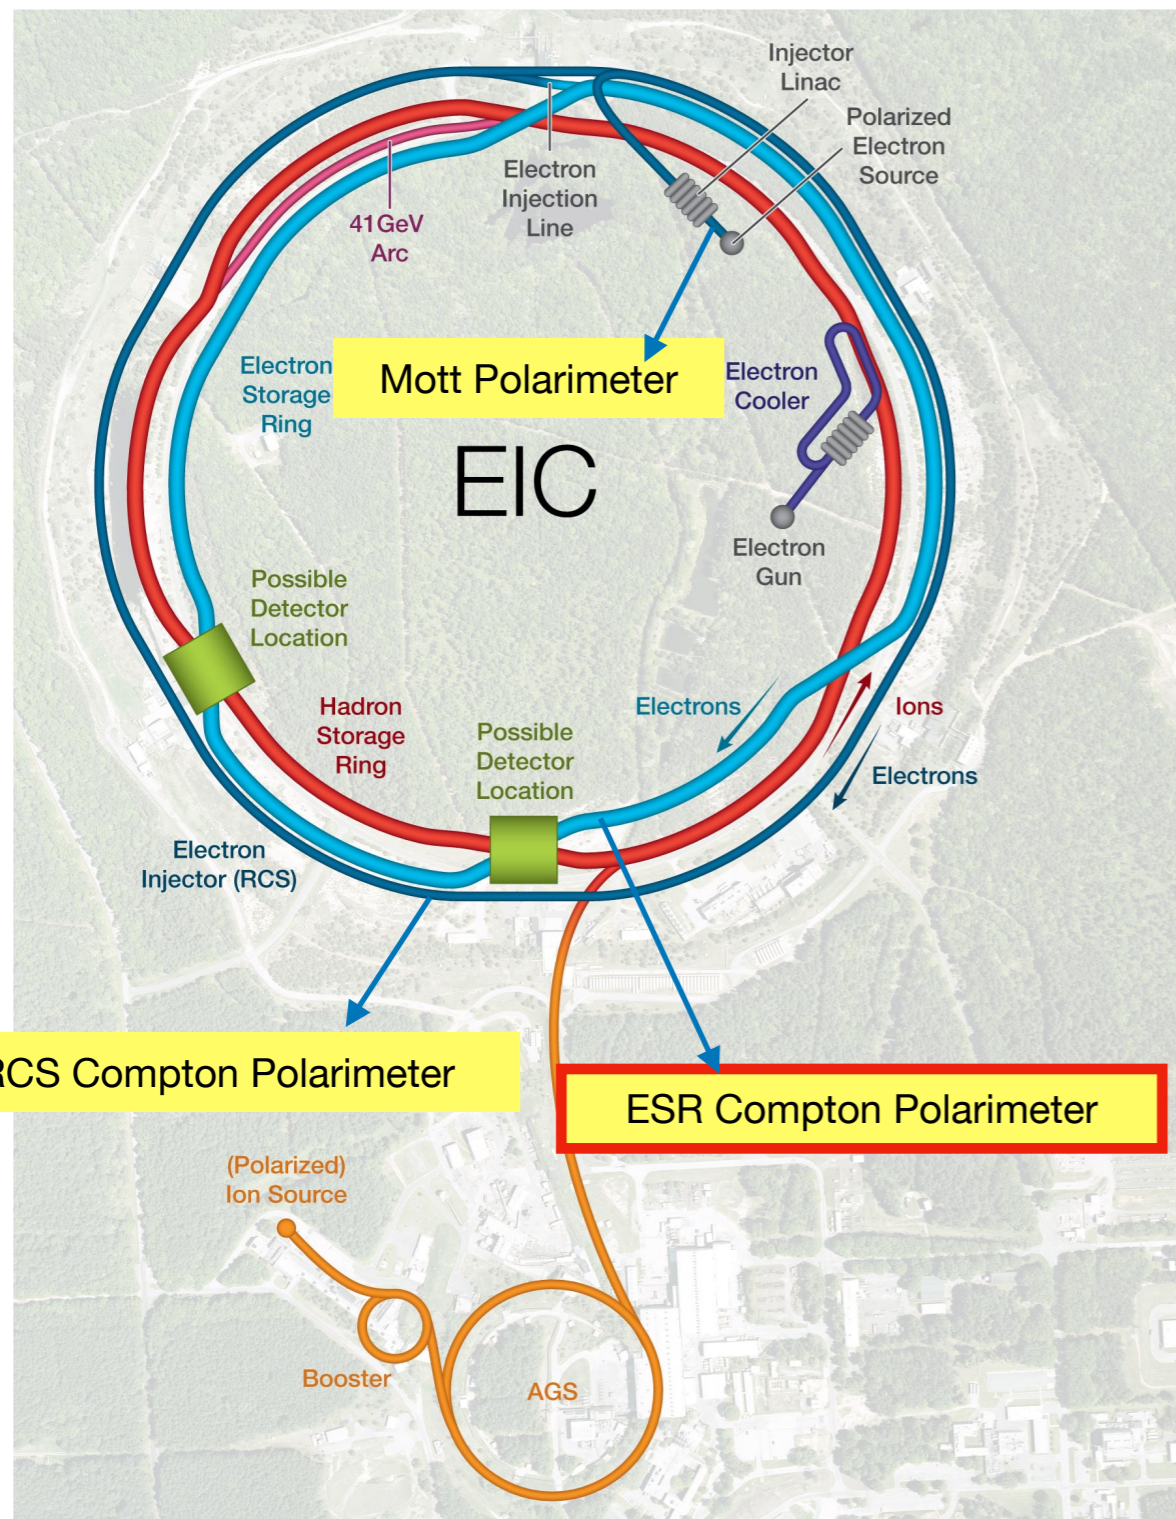 Injector
Linac
Polarized
Electron
Source
Electron
Injection
Line
41GeV
Arc
Electron
Storage
Ring
Mott Polarimeter
Electron
Cooler
EIC
Electron
Gun
Possible
Detector
Location
Hadron
Storage
Ring
Possible
Detector
Location
Electrons
Ions
Electrons
Electron
Injector (RCS)
RCS Compton Polarimeter
ESR Compton Polarimeter
(Polarized)
Ion Source
Booster
AGS